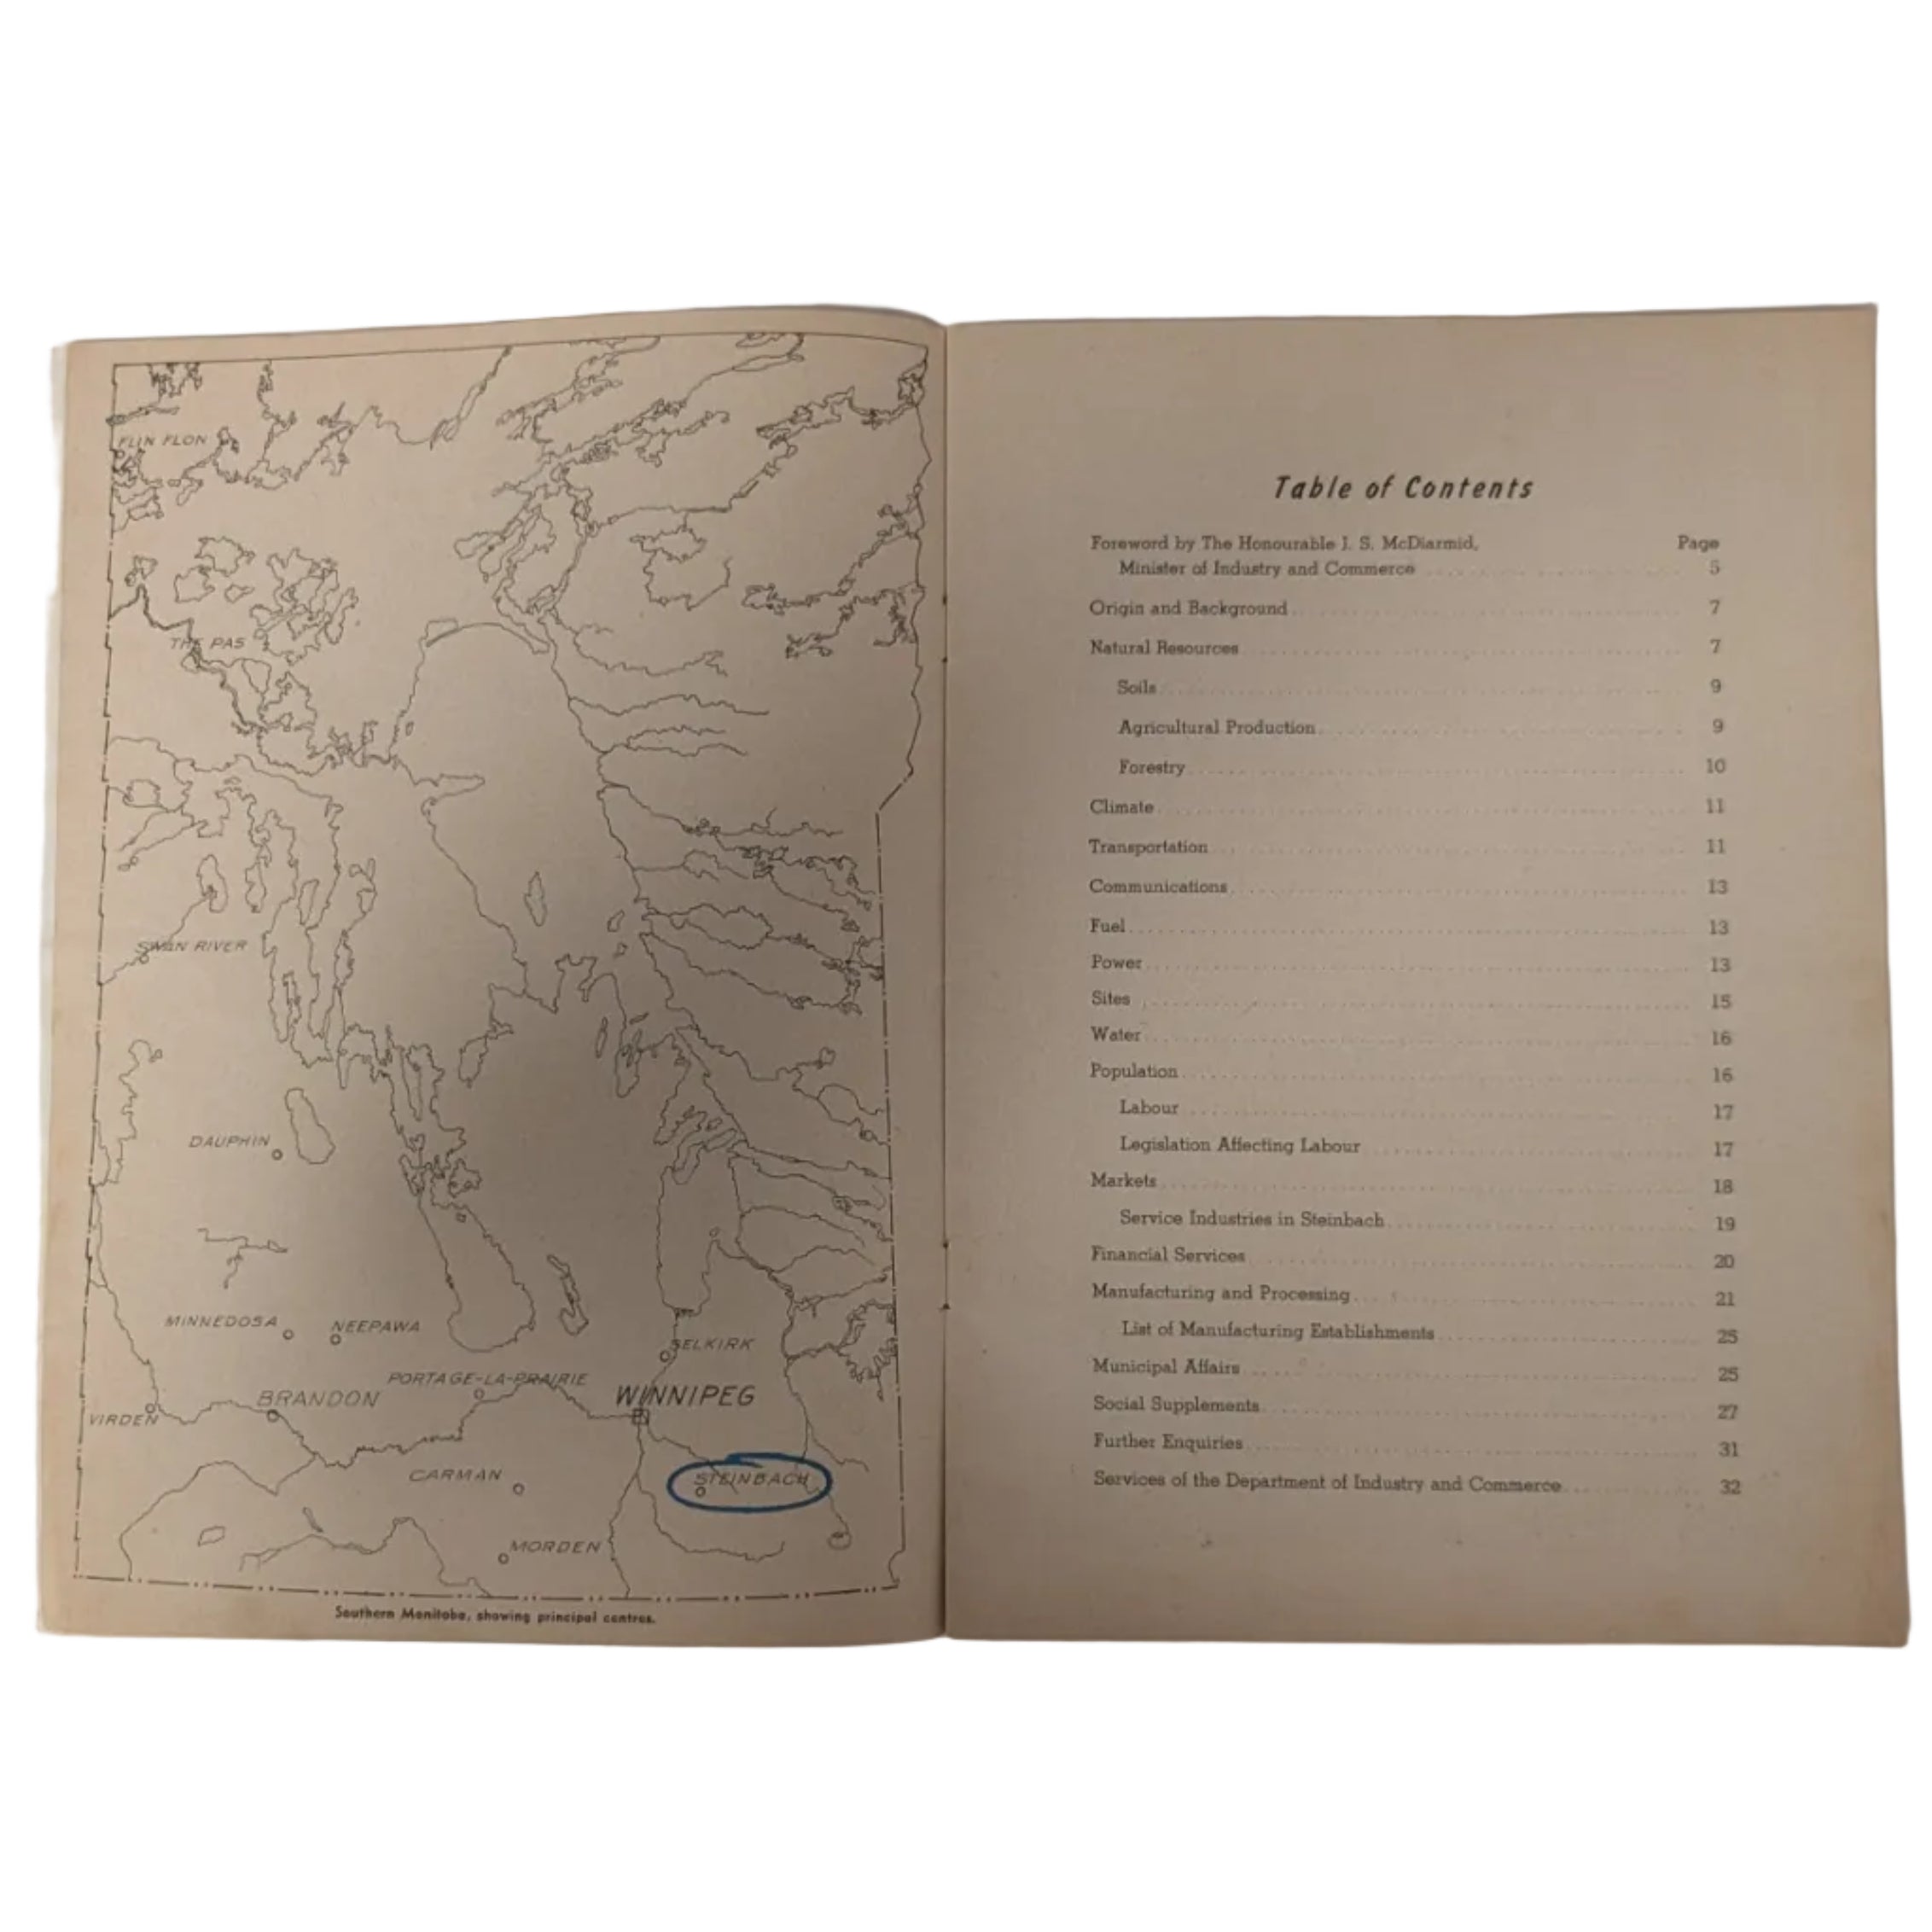 FLIN FLON
THE PAS
SWAN RIVER
DAUPHIN
MINNEDOSA
NEEPAWA
SELKIRK
PORTAGE-LA-PRAIRIE
WINNIPEG
BRANDON
VIRDEN
CARMAN
STEINBACH
MORDEN
Southern Manitoba, showing principal centres.
Table of Contents
Foreword by The Honourable J. S. McDiarmid, Page
Minister of Industry and Commerce 5
Origin and Background 7
Natural Resources 7
Soils 9
Agricultural Production 9
Forestry 10
Climate 11
Transportation 11
Communications 13
Fuel 13
Power 13
Sites 15
Water 16
Population 16
Labour 17
Legislation Affecting Labour 17
Markets 18
Service Industries in Steinbach 19
Financial Services 20
Manufacturing and Processing 21
List of Manufacturing Establishments 25
Municipal Affairs 25
Social Supplements 27
Further Enquiries 31
Services of the Department of Industry and Commerce 32